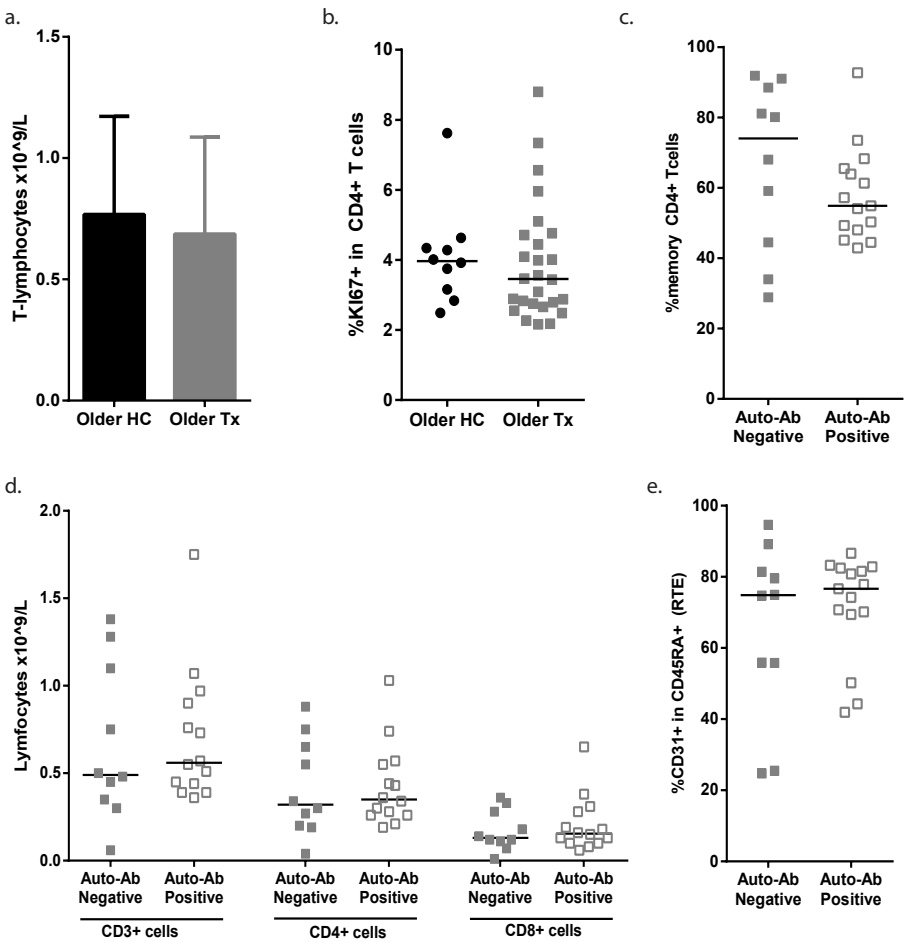 a.
1.5
1.0
0.5
0.0
T-lymphocytes x10^9/L
Older HC
Older Tx
b.
10
8
6
4
2
0
%KI67+ in CD4+ T cells
Older HC
Older Tx
c.
100
80
60
40
20
0
%memory CD4+ Tcells
Auto-Ab
Negative
Auto-Ab
Positive
d.
2.0
1.5
1.0
0.5
0.0
Lymfocytes x10^9/L
Auto-Ab
Negative
Auto-Ab
Positive
Auto-Ab
Negative
Auto-Ab
Positive
Auto-Ab
Negative
Auto-Ab
Positive
CD3+ cells
CD4+ cells
CD8+ cells
e.
100
80
60
40
20
0
%CD31+ in CD45RA+ (RTE)
Auto-Ab
Negative
Auto-Ab
Positive